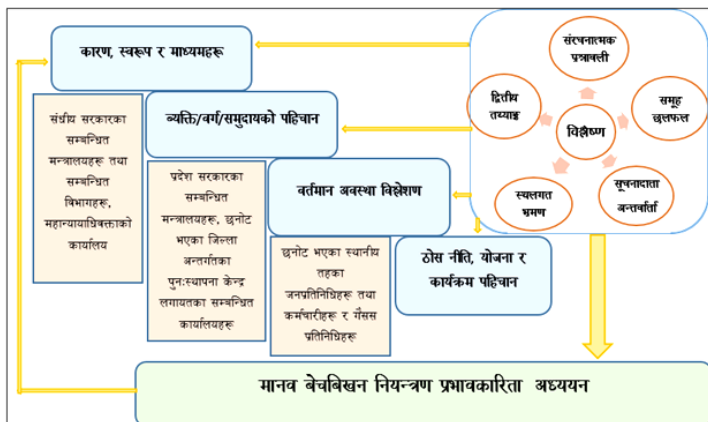 कारण, स्वरूप र माध्यमहरू
संरचनात्मक
प्रश्नावली
द्वितीय
तथ्याङ्क
समूह
छलफल
विश्लेष्ण
स्थलगत
भ्रमण
सूचनादाता
अन्तर्वार्ता
व्यक्ति/वर्ग/समुदायको पहिचान
संघीय सरकारका
सम्बन्धित
मन्त्रालयहरू तथा
सम्बन्धित
विभागहरू,
महान्यायाधिवक्ताको
कार्यालय
वर्तमान अवस्था विश्लेशण
प्रदेश सरकारका
सम्बन्धित
मन्त्रालयहरू, छनोट
भएका जिल्ला
अन्तर्गतका
पुन:स्थापना केन्द्र
लगायतका सम्बन्धित
कार्यालयहरू
ठोस नीति, योजना र
कार्यक्रम पहिचान
छनोट भएका स्थानीय
तहका
जनप्रतिनिधिहरू तथा
कर्मचारीहरू र गैसस
प्रतिनिधिहरू
मानव बेचबिखन नियन्त्रण प्रभावकारिता अध्ययन